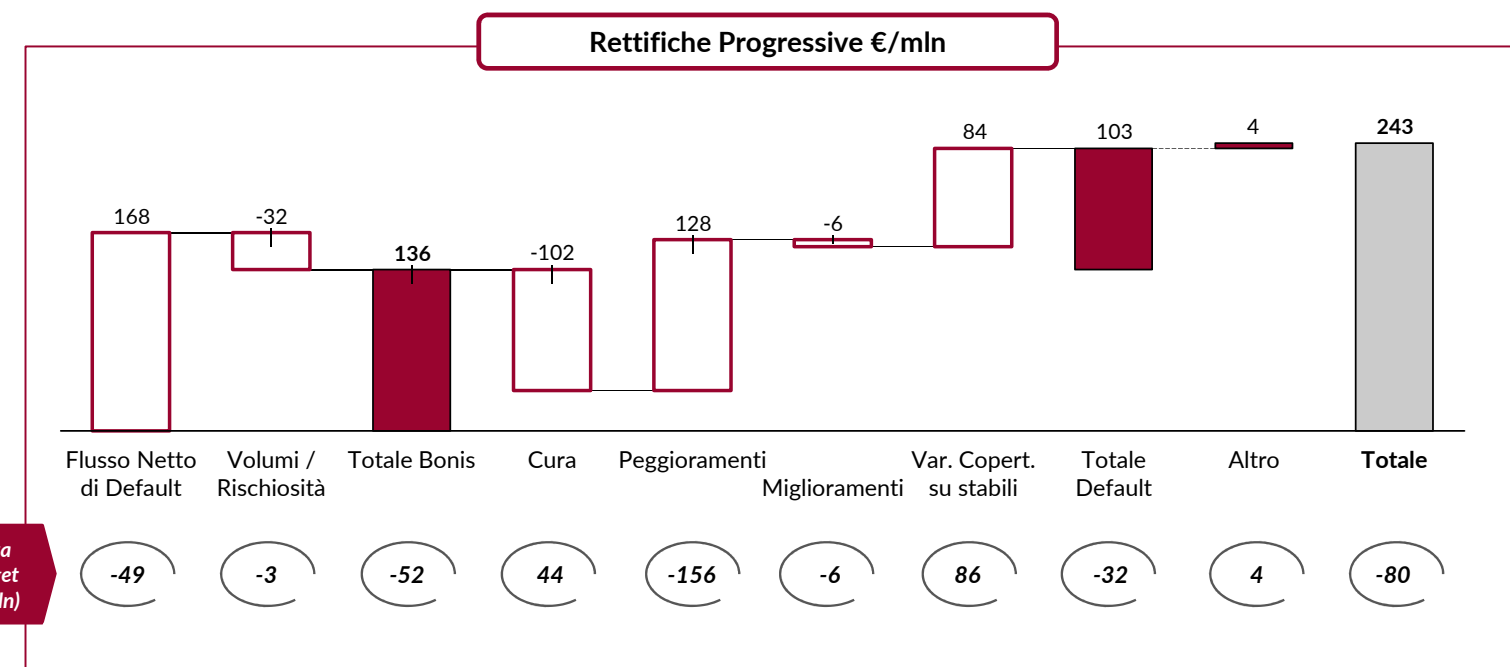 Rettifiche Progressive €/mln
168
-32
136
-102
128
-6
84
103
4
243
Flusso Netto
di Default
Volumi /
Rischiosità
Totale Bonis
Cura
Peggioramenti
Miglioramenti
Var. Copert.
su stabili
Totale
Default
Altro
Totale
-49
-3
-52
44
-156
-6
86
-32
4
-80